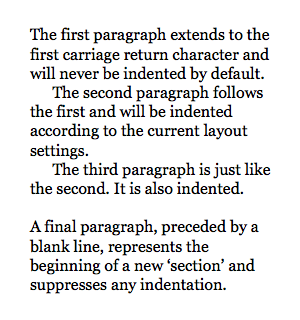 The first paragraph extends to the
first carriage return character and
will never be indented by default.
The second paragraph follows
the first and will be indented
according to the current layout
settings.
The third paragraph is just like
the second. It is also indented.
A final paragraph, preceded by a
blank line, represents the
beginning of a new ‘section’ and
suppresses any indentation.